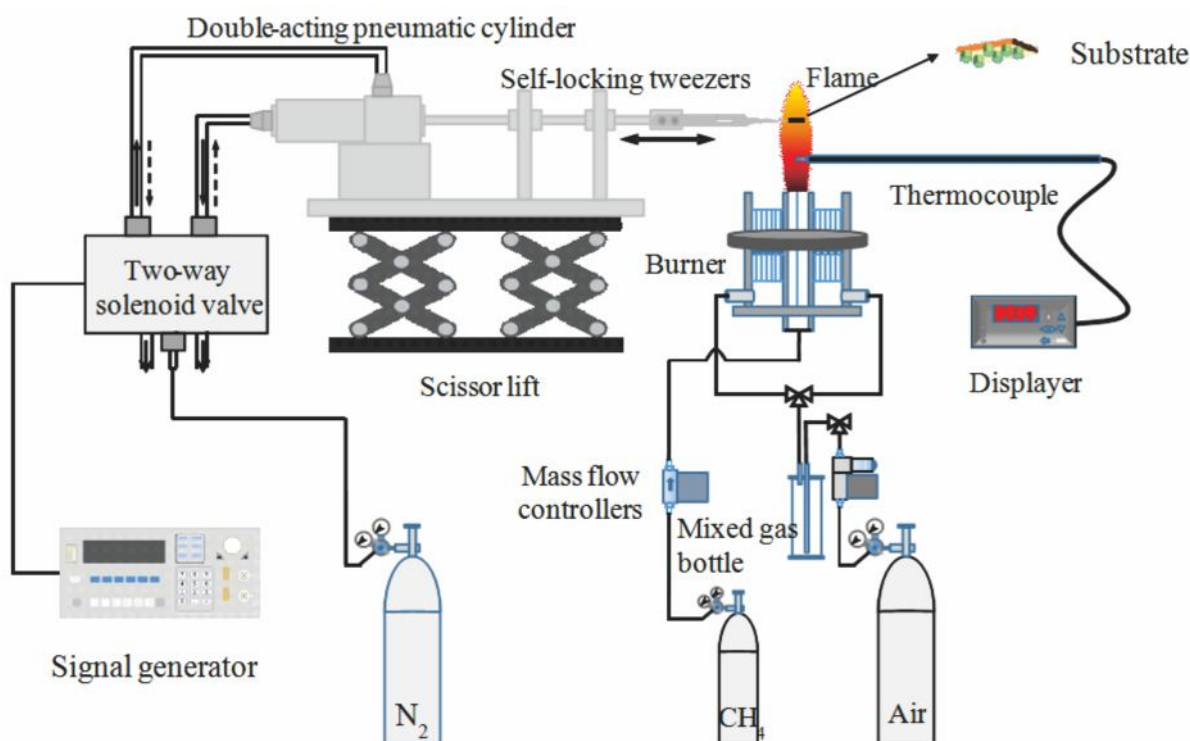 Double-acting pneumatic cylinder
Self-locking tweezers
Flame
Substrate
Thermocouple
Two-way
solenoid valve
Burner
Scissor lift
Displayer
Mass flow
controllers
Mixed gas
bottle
Signal generator
N₂
CH₄
Air